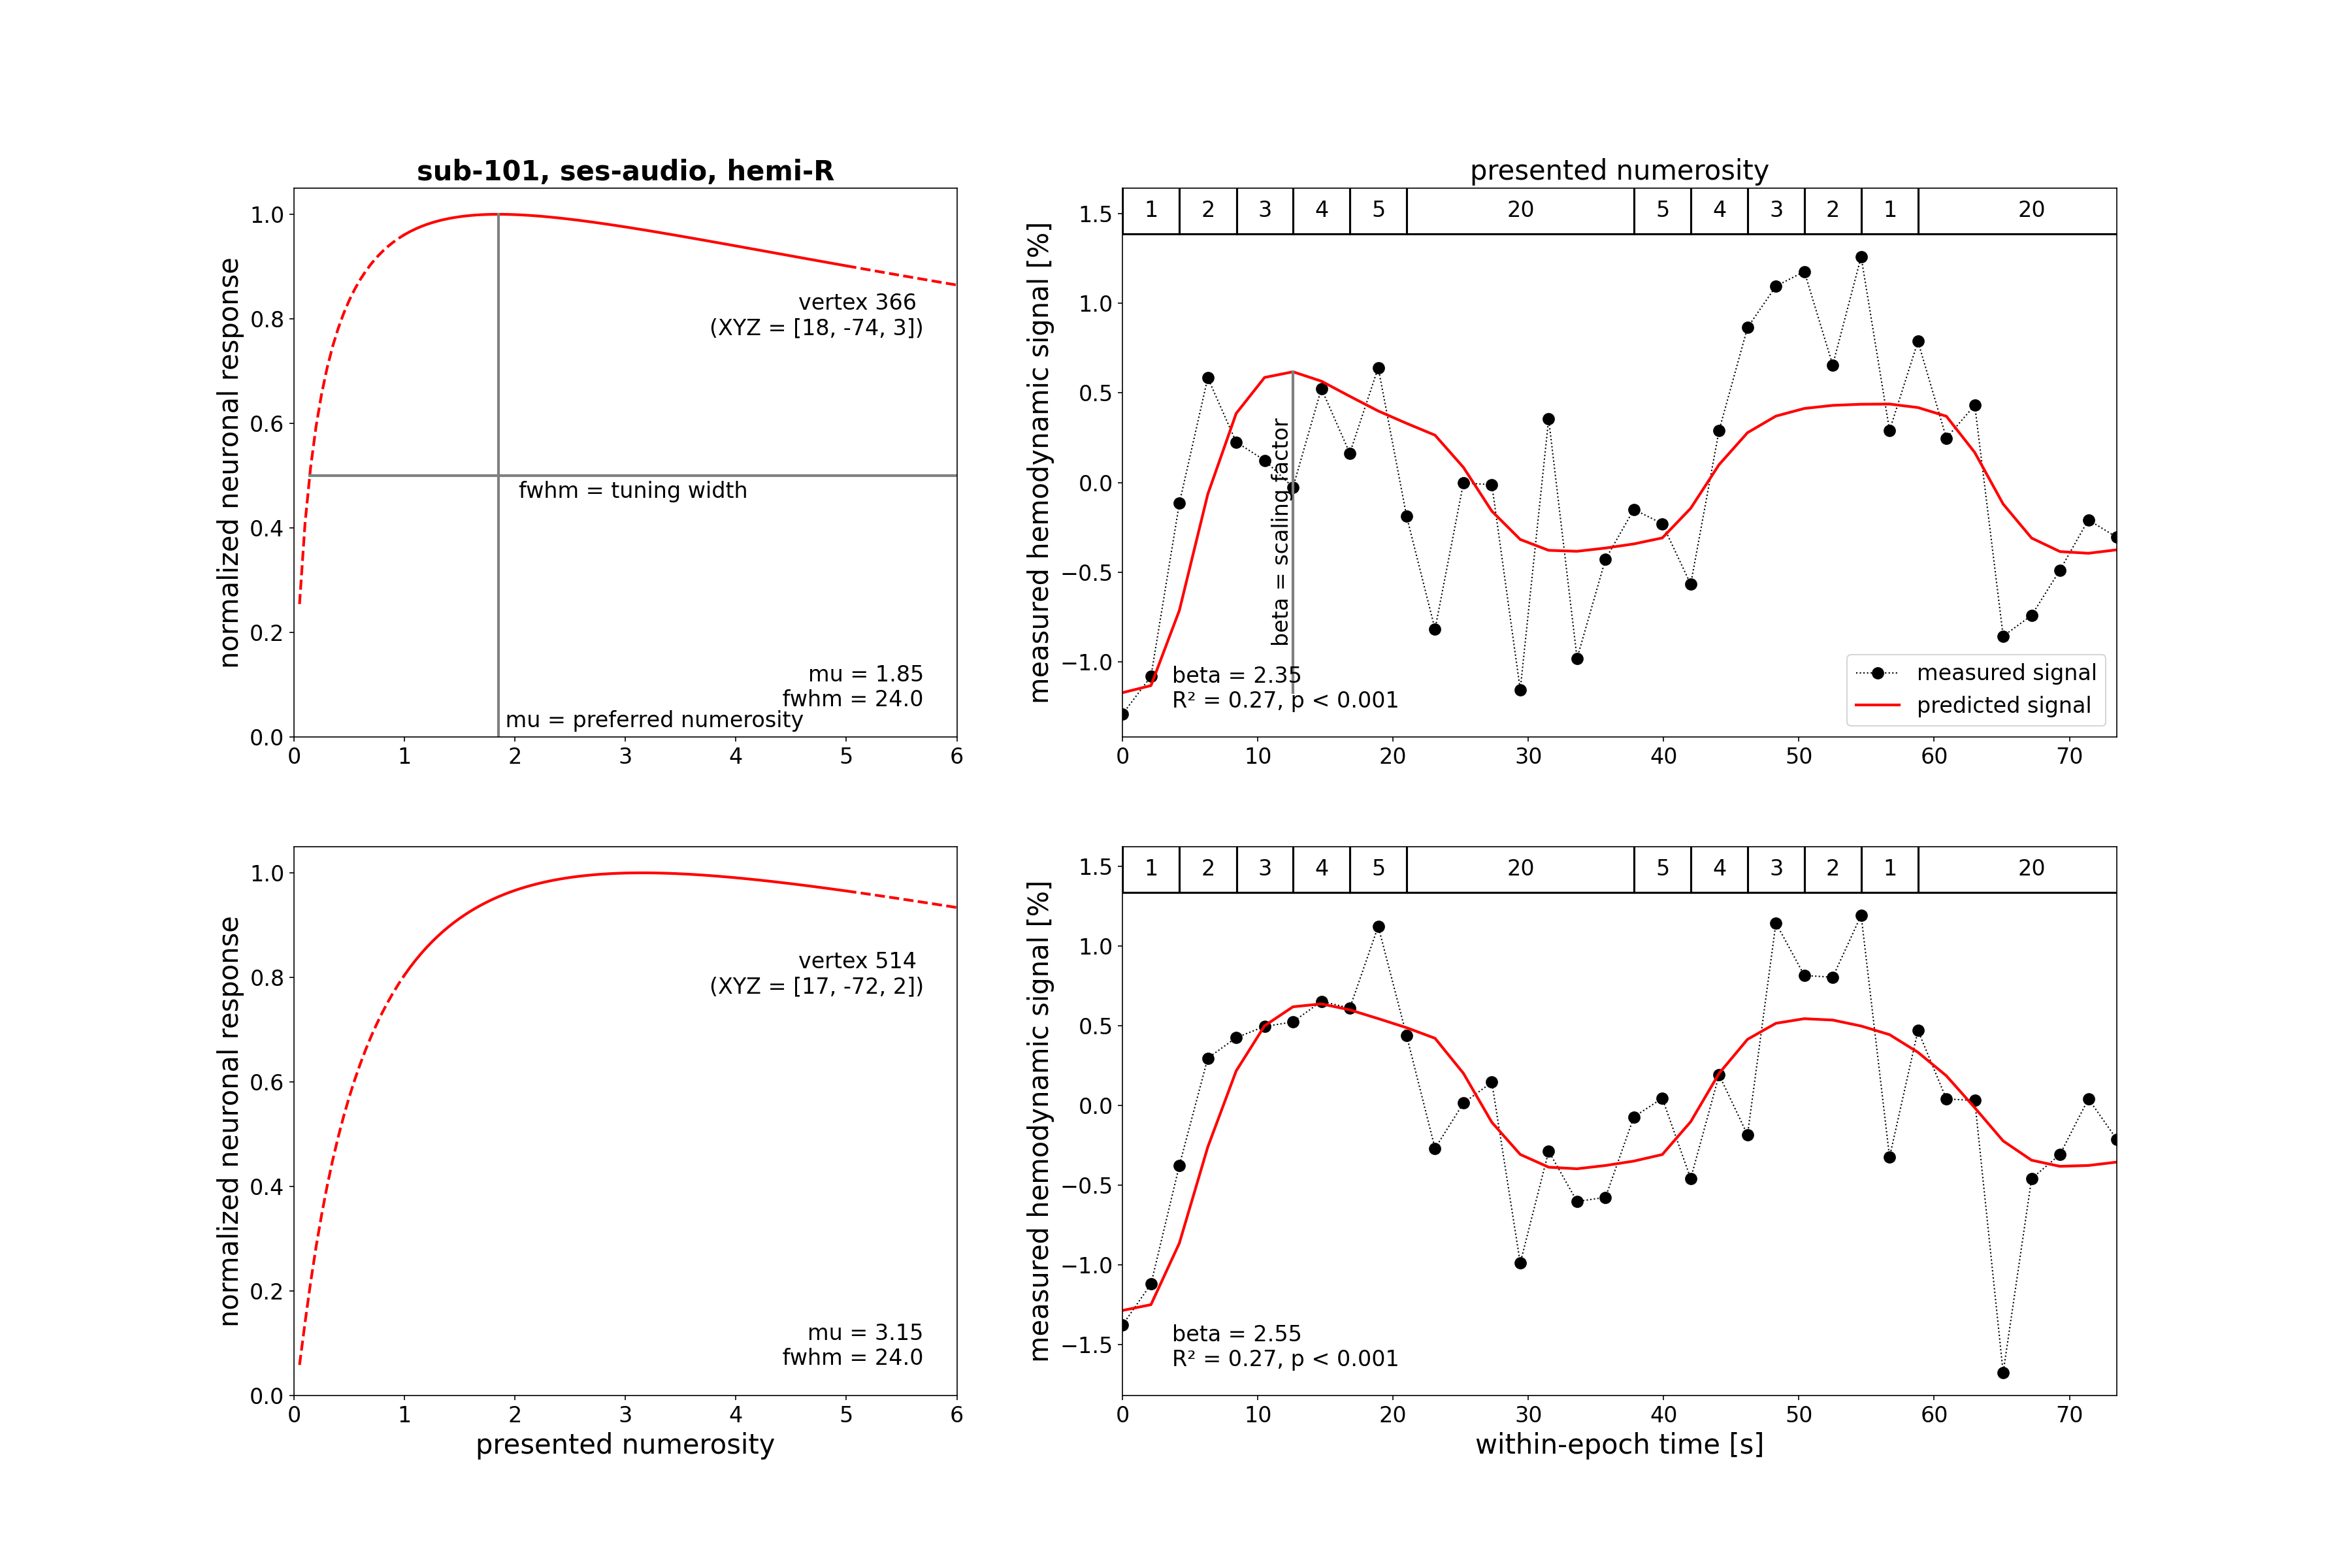 sub-101, ses-audio, hemi-R
normalized neuronal response
1.0
0.8
0.6
0.4
0.2
0.0
vertex 366
(XYZ = [18, -74, 3])
fwhm = tuning width
mu = 1.85
fwhm = 24.0
mu = preferred numerosity
0 1 2 3 4 5 6
presented numerosity
measured hemodynamic signal [%]
1 2 3 4 5 20 5 4 3 2 1 20
1.5
1.0
0.5
0.0
−0.5
−1.0
beta = scaling factor
beta = 2.35
R² = 0.27, p < 0.001
measured signal
predicted signal
0 10 20 30 40 50 60 70
normalized neuronal response
1.0
0.8
0.6
0.4
0.2
0.0
vertex 514
(XYZ = [17, -72, 2])
mu = 3.15
fwhm = 24.0
0 1 2 3 4 5 6
presented numerosity
measured hemodynamic signal [%]
1 2 3 4 5 20 5 4 3 2 1 20
1.5
1.0
0.5
0.0
−0.5
−1.0
−1.5
beta = 2.55
R² = 0.27, p < 0.001
0 10 20 30 40 50 60 70
within-epoch time [s]